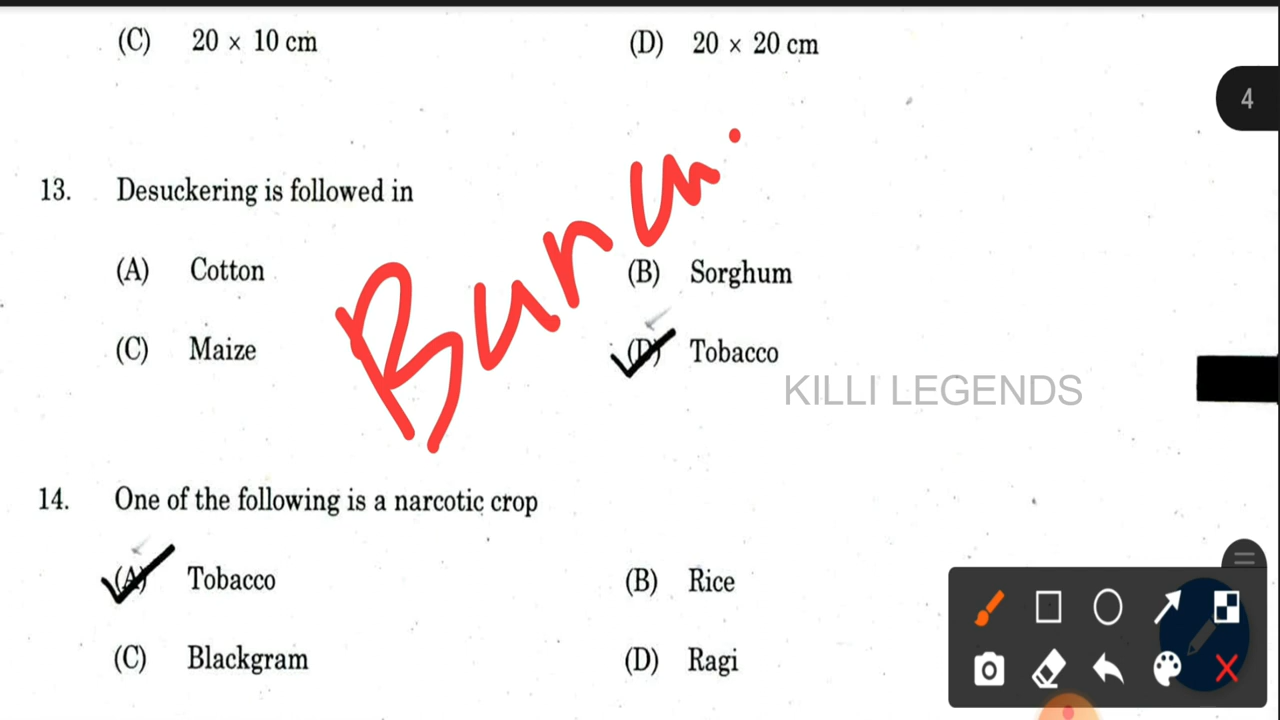 (C) 20 × 10 cm (D) 20 × 20 cm
4
13. Desuckering is followed in
(A) Cotton (B) Sorghum
(C) Maize (D) Tobacco
KILLI LEGENDS
14. One of the following is a narcotic crop
(A) Tobacco (B) Rice
(C) Blackgram (D) Ragi